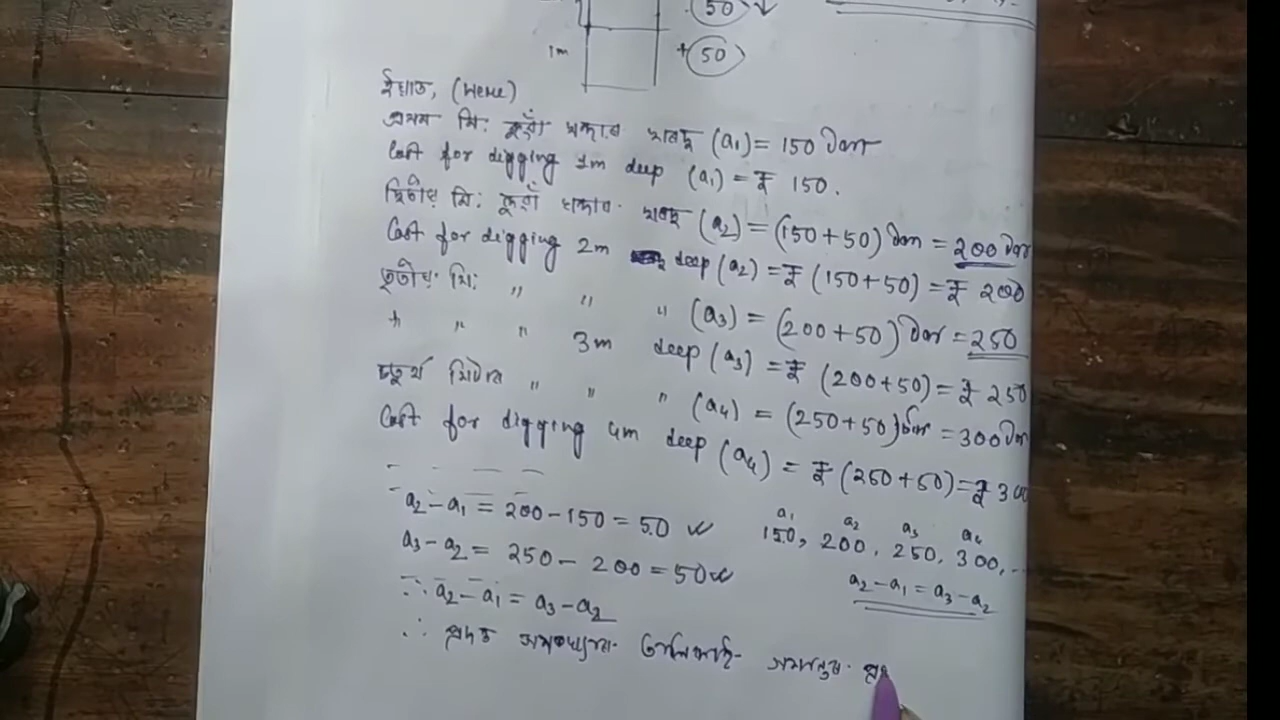 50
1m +50
ইয়াত, (Here)
প্রথম মি: কুৱাঁ খন্দাৰ খৰচ (a₁) = 150 টকা
Cost for digging 1m deep (a₁) = ₹ 150.
দ্বিতীয় মি: কুৱাঁ খন্দাৰ খৰচ (a₂) = (150+50) টকা = 200 টকা
Cost for digging 2m deep (a₂) = ₹ (150+50) = ₹ 200
তৃতীয় মি: " " " (a₃) = (200+50) টকা = 250
" " " 3m deep (a₃) = ₹ (200+50) = ₹ 250
চতুৰ্থ মিটাৰ " " " (a₄) = (250+50) টকা = 300 টকা
Cost for digging 4m deep (a₄) = ₹ (250+50) = ₹ 300
a₂-a₁ = 200-150 = 50
a₃-a₂ = 250-200 = 50
∴ a₂-a₁ = a₃-a₂
a₁ a₂ a₃ a₄
150, 200, 250, 300, ..
a₂-a₁ = a₃-a₂
∴ প্ৰদত্ত তালিকাই সমান্তৰ